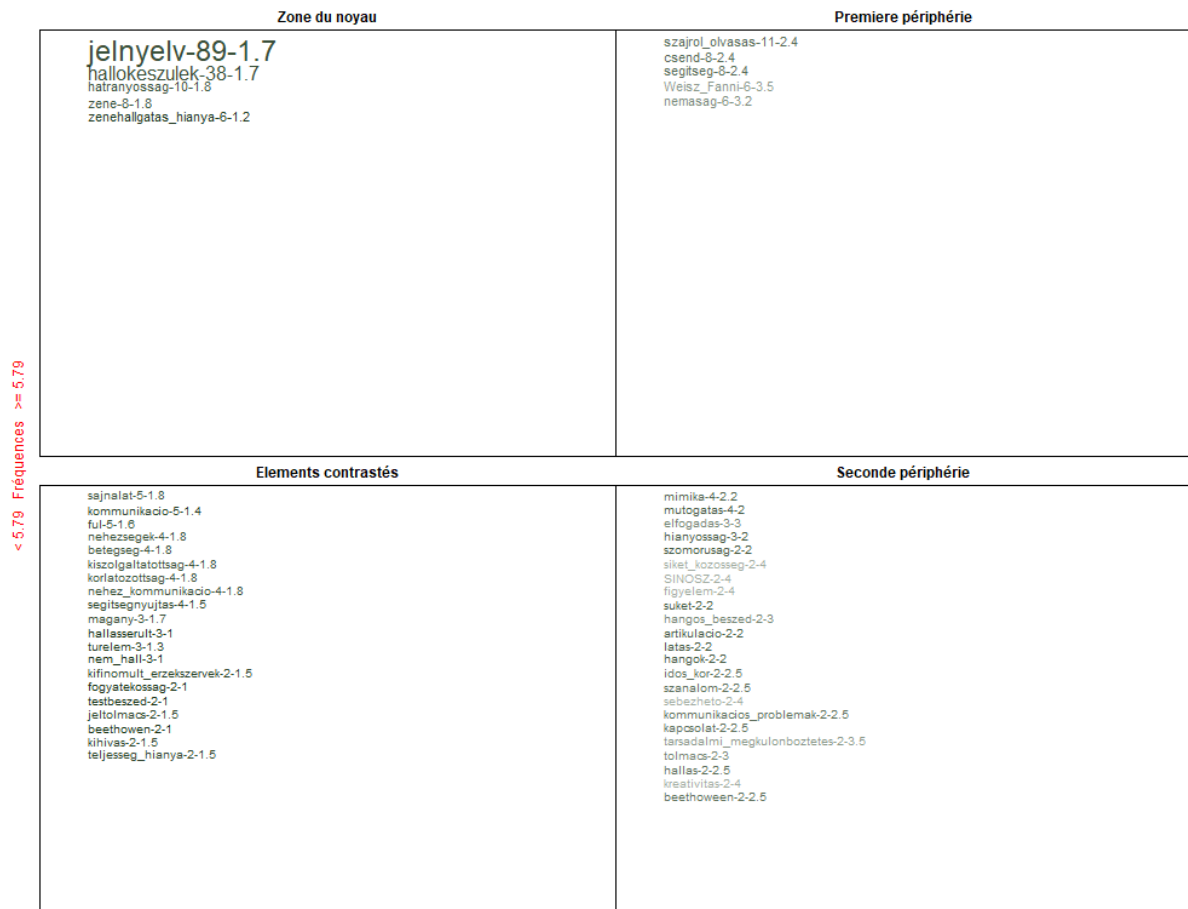 Zone du noyau
jelnyelv-89-1.7
hallokeszulek-38-1.7
hatranyossag-10-1.8
zene-8-1.8
zenehallgatas_hianya-6-1.2
Premiere périphérie
szajrol_olvasas-11-2.4
csend-8-2.4
segitseg-8-2.4
Weisz_Fanni-6-3.5
nemasag-6-3.2
< 5.79 Fréquences >= 5.79
Elements contrastés
sajnalat-5-1.8
kommunikacio-5-1.4
ful-5-1.6
nehezsegek-4-1.8
betegseg-4-1.8
kiszolgaltatottsag-4-1.8
korlatozottsag-4-1.8
nehez_kommunikacio-4-1.8
segitsegnyujtas-4-1.5
magany-3-1.7
hallasserult-3-1
turelem-3-1.3
nem_hall-3-1
kifinomult_erzekszervek-2-1.5
fogyatekossag-2-1
testbeszed-2-1
jeltolmacs-2-1.5
beethowen-2-1
kihivas-2-1.5
teljesseg_hianya-2-1.5
Seconde périphérie
mimika-4-2.2
mutogatas-4-2
elfogadas-3-3
hianyossag-3-2
szomorusag-2-2
siket_kozosseg-2-4
SINOSZ-2-4
figyelem-2-4
suket-2-2
hangos_beszed-2-3
artikulacio-2-2
latas-2-2
hangok-2-2
idos_kor-2-2.5
szanalom-2-2.5
sebezheto-2-4
kommunikacios_problemak-2-2.5
kapcsolat-2-2.5
tarsadalmi_megkulonboztetes-2-3.5
tolmacs-2-3
hallas-2-2.5
kreativitas-2-4
beethoween-2-2.5